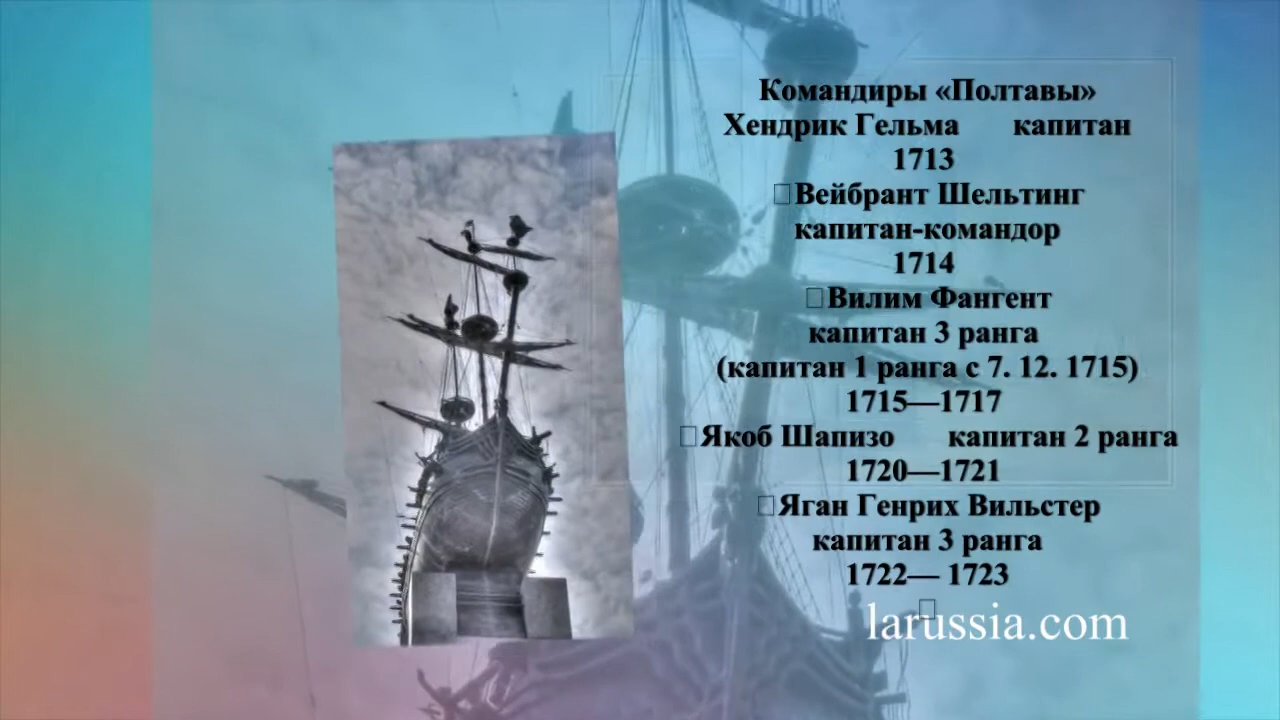 Командиры «Полтавы»
Хендрик Гельма капитан
1713
Вейбрант Шельтинг
капитан-командор
1714
Вилим Фангент
капитан 3 ранга
(капитан 1 ранга с 7. 12. 1715)
1715—1717
Якоб Шапизо капитан 2 ранга
1720—1721
Яган Генрих Вильстер
капитан 3 ранга
1722— 1723
larussia.com